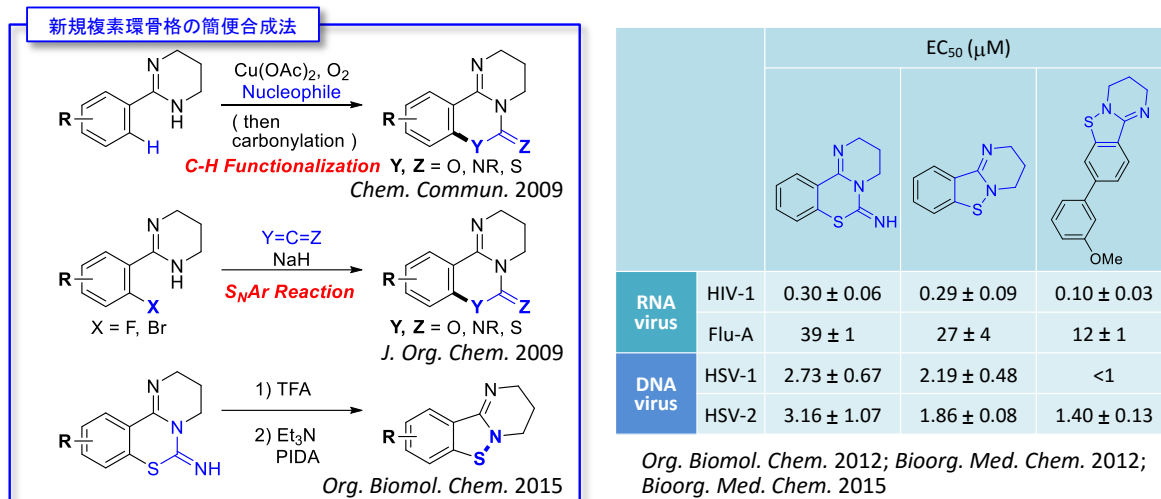 新規複素環骨格の簡便合成法
N
N
H
R
H
Cu(OAc)₂, O₂
Nucleophile
( then
carbonylation )
C-H Functionalization
N
N
R
Y
Z
Y, Z = O, NR, S
Chem. Commun. 2009
N
N
H
R
X
X = F, Br
Y=C=Z
NaH
SNAr Reaction
N
N
R
Y
Z
Y, Z = O, NR, S
J. Org. Chem. 2009
N
N
R
S
NH
1) TFA
2) Et₃N
PIDA
N
N
R
S
Org. Biomol. Chem. 2015
EC₅₀ (μM)
N
N
S
NH
N
N
S
N
S
N
OMe
RNA
virus
HIV-1 0.30 ± 0.06 0.29 ± 0.09 0.10 ± 0.03
Flu-A 39 ± 1 27 ± 4 12 ± 1
DNA
virus
HSV-1 2.73 ± 0.67 2.19 ± 0.48 <1
HSV-2 3.16 ± 1.07 1.86 ± 0.08 1.40 ± 0.13
Org. Biomol. Chem. 2012; Bioorg. Med. Chem. 2012;
Bioorg. Med. Chem. 2015